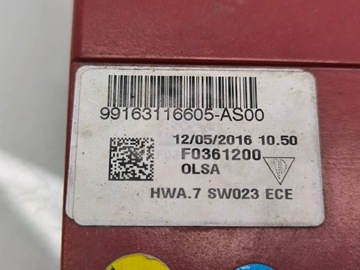 99163116605-AS00
12/05/2016 10.50
F0361200
OLSA
HWA.7 SW023 ECE